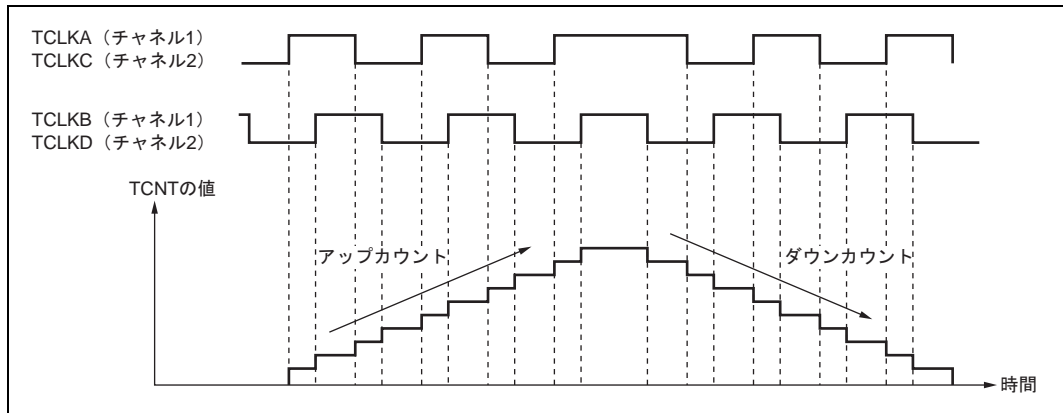 TCLKA（チャネル1）
TCLKC（チャネル2）
TCLKB（チャネル1）
TCLKD（チャネル2）
TCNTの値
アップカウント
ダウンカウント
時間